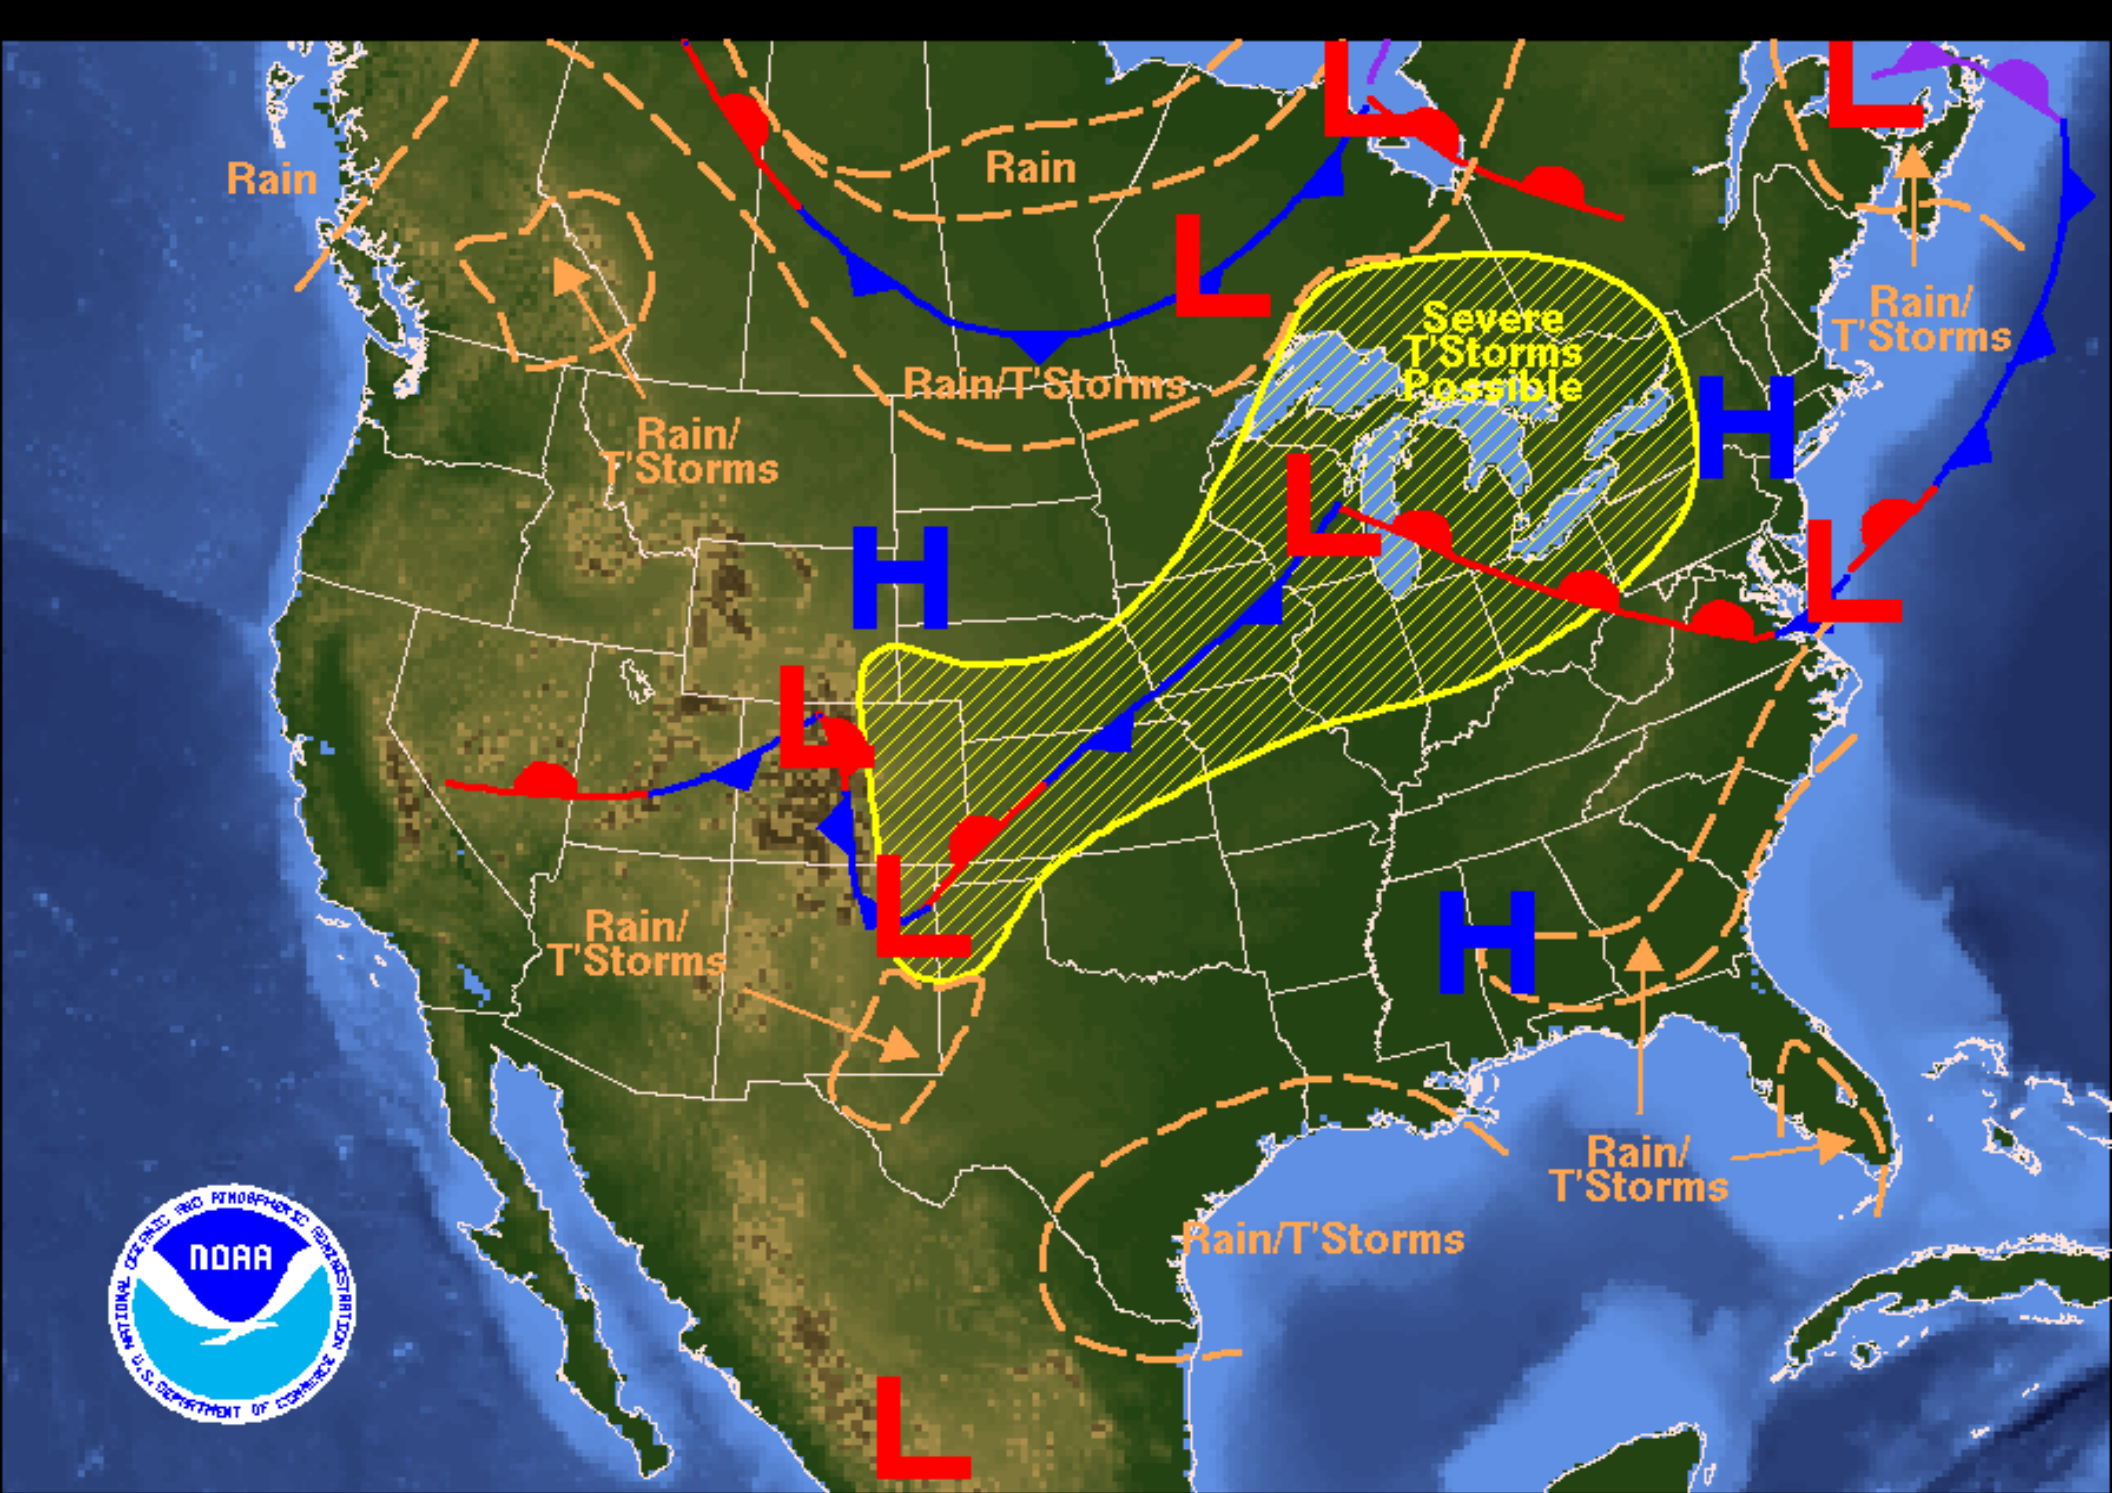 L
L
Rain
Rain
L
Rain/
T'Storms
Severe
T'Storms
Possible
Rain/T'Storms
H
Rain/
T'Storms
L
H
L
L
L
Rain/
T'Storms
H
Rain/
T'Storms
Rain/T'Storms
L
NATIONAL OCEANIC AND ATMOSPHERIC ADMINISTRATION
NOAA
U.S. DEPARTMENT OF COMMERCE